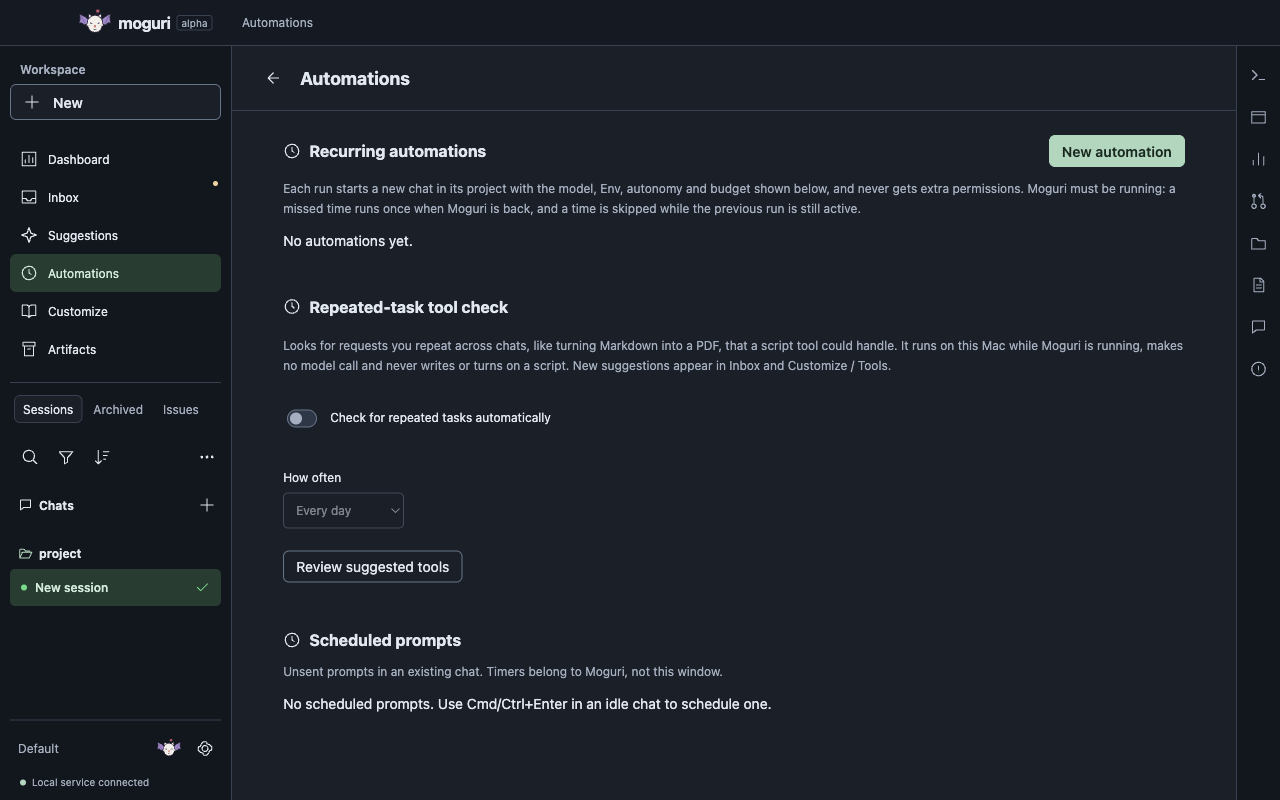 moguri
alpha
Automations
Workspace
New
Dashboard
Inbox
Suggestions
Automations
Customize
Artifacts
Sessions
Archived
Issues
Chats
project
New session
Default
Local service connected
Automations
Recurring automations
New automation
Each run starts a new chat in its project with the model, Env, autonomy and budget shown below, and never gets extra permissions. Moguri must be running: a
missed time runs once when Moguri is back, and a time is skipped while the previous run is still active.
No automations yet.
Repeated-task tool check
Looks for requests you repeat across chats, like turning Markdown into a PDF, that a script tool could handle. It runs on this Mac while Moguri is running, makes
no model call and never writes or turns on a script. New suggestions appear in Inbox and Customize / Tools.
Check for repeated tasks automatically
How often
Every day
Review suggested tools
Scheduled prompts
Unsent prompts in an existing chat. Timers belong to Moguri, not this window.
No scheduled prompts. Use Cmd/Ctrl+Enter in an idle chat to schedule one.